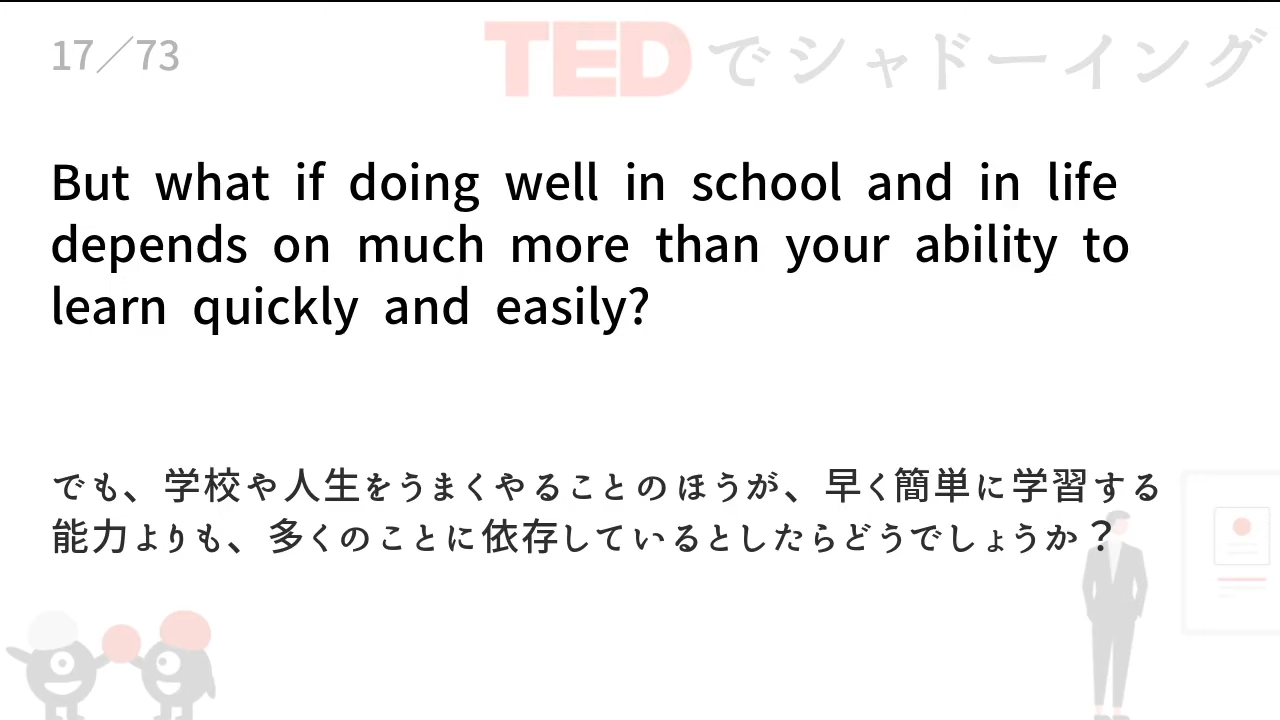 17／73
TEDでシャドーイング
But what if doing well in school and in life
depends on much more than your ability to
learn quickly and easily?
でも、学校や人生をうまくやることのほうが、早く簡単に学習する
能力よりも、多くのことに依存しているとしたらどうでしょうか？